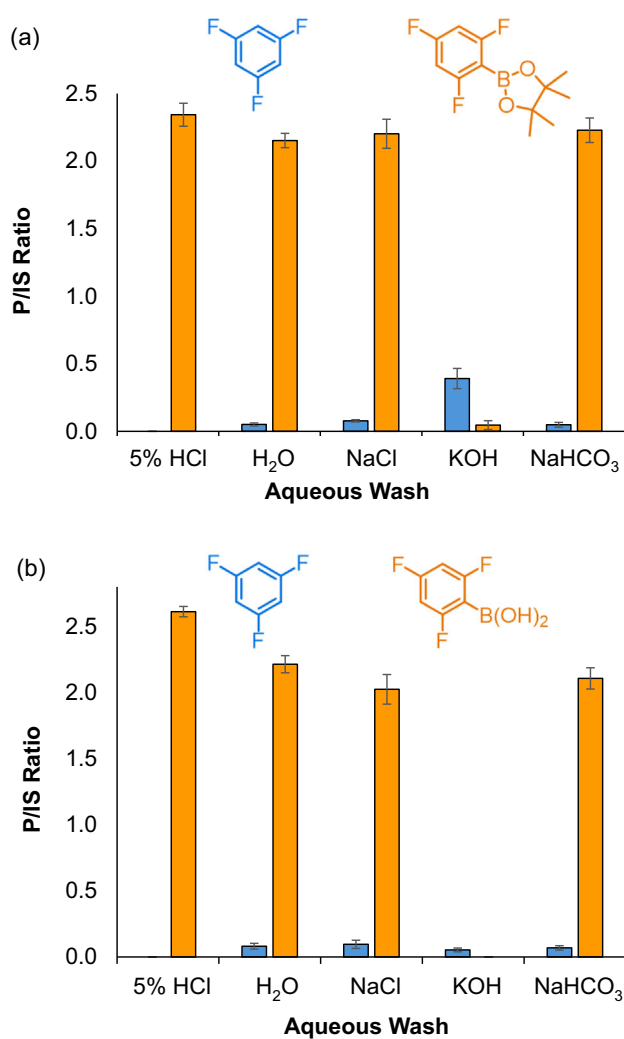 (a)
F
F
F
F
F
F
B
O
O
P/IS Ratio
2.5
2.0
1.5
1.0
0.5
0.0
5% HCl H₂O NaCl KOH NaHCO₃
Aqueous Wash
(b)
F
F
F
F
F
F
B(OH)₂
P/IS Ratio
2.5
2.0
1.5
1.0
0.5
0.0
5% HCl H₂O NaCl KOH NaHCO₃
Aqueous Wash